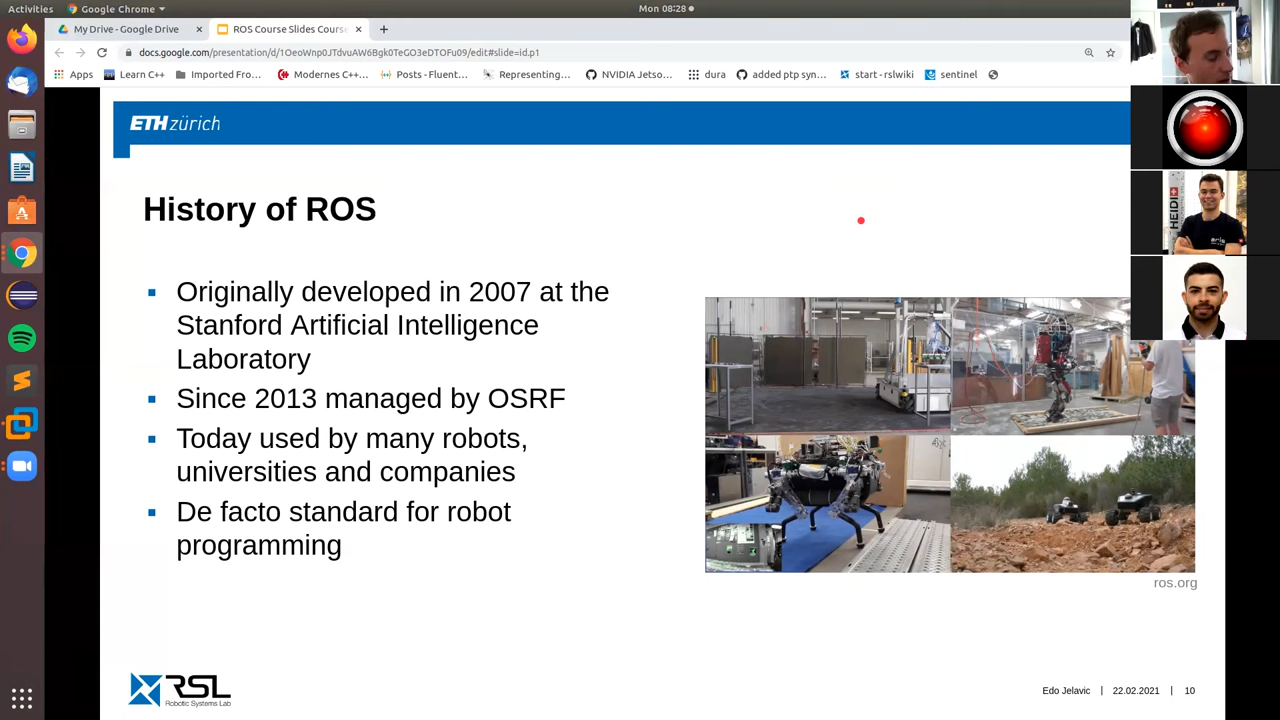 Activities
Google Chrome
Mon 08:28
My Drive - Google Drive
ROS Course Slides Cours
docs.google.com/presentation/d/1OeoWnp0JTdvuAW6Bgk0TeGO3eDTOFu09/edit#slide=id.p1
Apps
Learn C++
Imported Fro...
Modernes C++...
Posts - Fluent...
Representing...
NVIDIA Jetso...
dura
added ptp syn...
start - rslwiki
sentinel
ETH zürich
History of ROS
Originally developed in 2007 at the
Stanford Artificial Intelligence
Laboratory
Since 2013 managed by OSRF
Today used by many robots,
universities and companies
De facto standard for robot
programming
HEIDI
ros.org
RSL
Robotic Systems Lab
Edo Jelavic | 22.02.2021 | 10